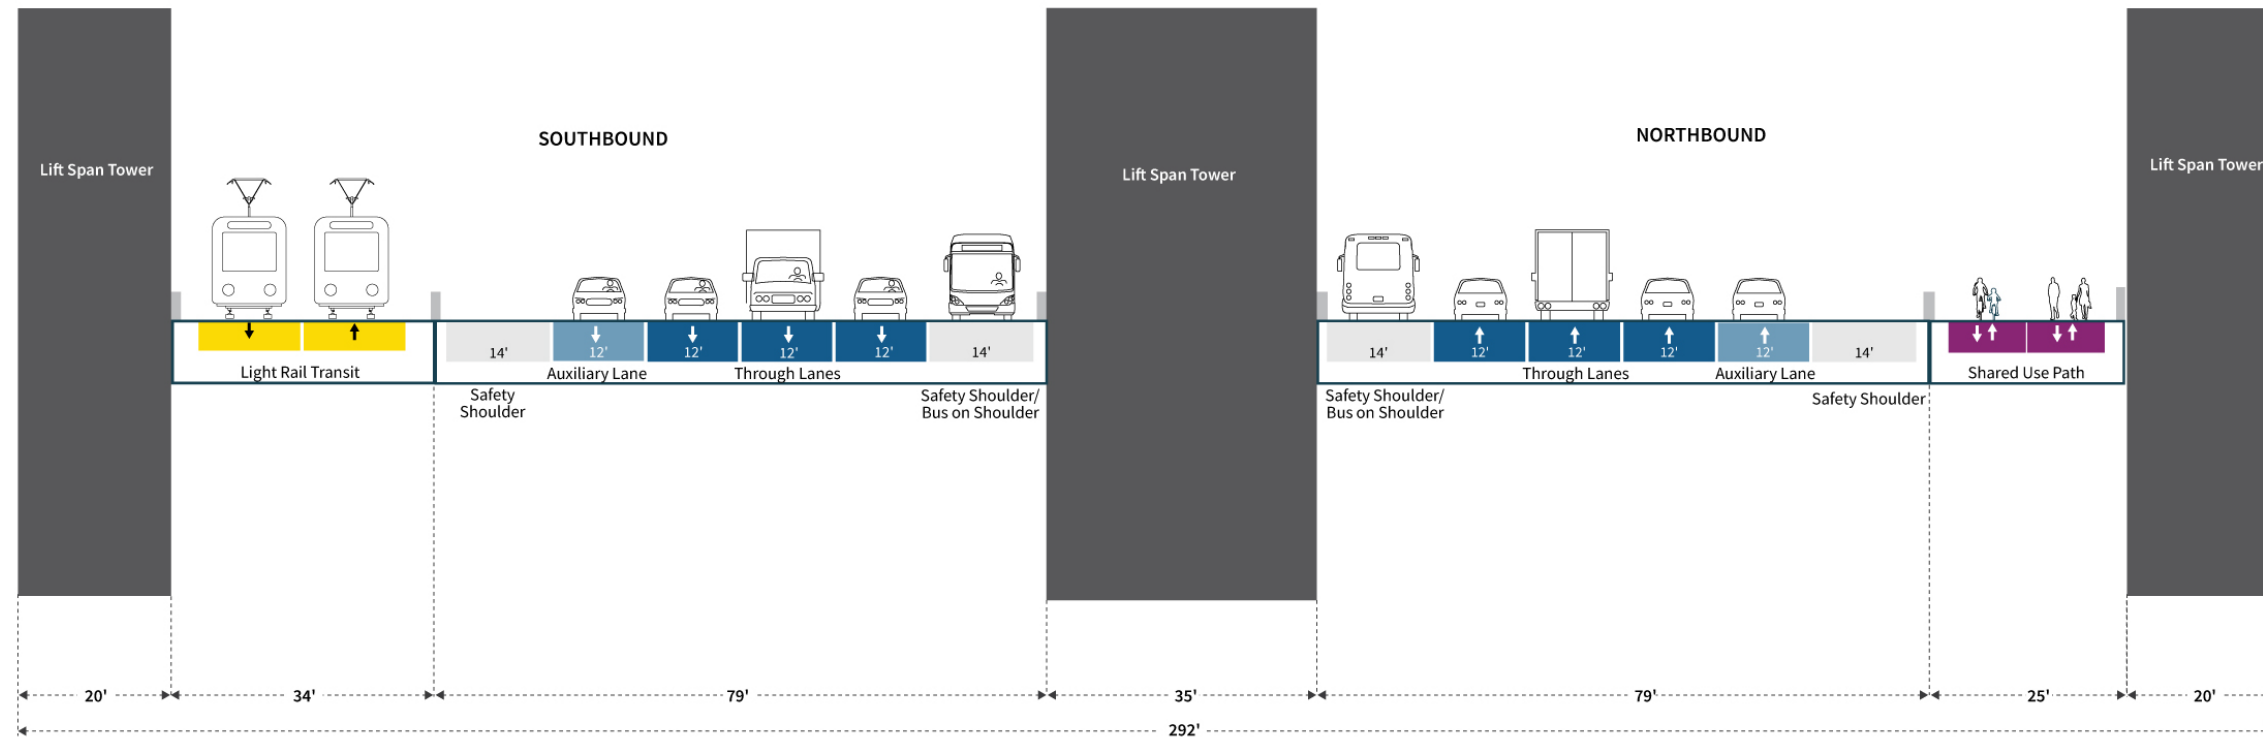 SOUTHBOUND
NORTHBOUND
Lift Span Tower
Lift Span Tower
Lift Span Tower
14'
12'
12'
12'
12'
14'
14'
12'
12'
12'
12'
14'
Light Rail Transit
Auxiliary Lane
Through Lanes
Through Lanes
Auxiliary Lane
Shared Use Path
Safety
Shoulder
Safety Shoulder/
Bus on Shoulder
Safety Shoulder/
Bus on Shoulder
Safety Shoulder
20'
34'
79'
35'
79'
25'
20'
292'